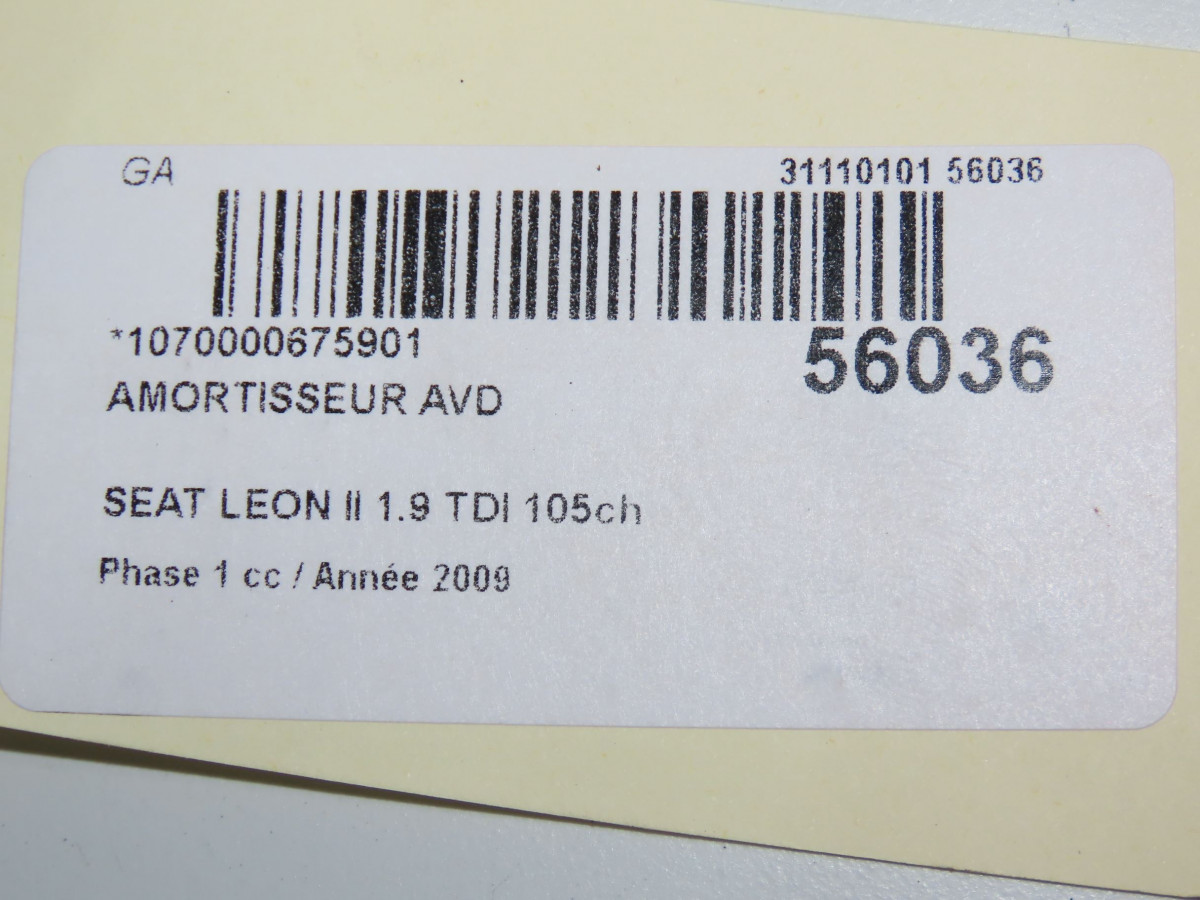 GA 31110101 56036
*1070000675901 56036
AMORTISSEUR AVD
SEAT LEON II 1.9 TDI 105ch
Phase 1 cc / Année 2009